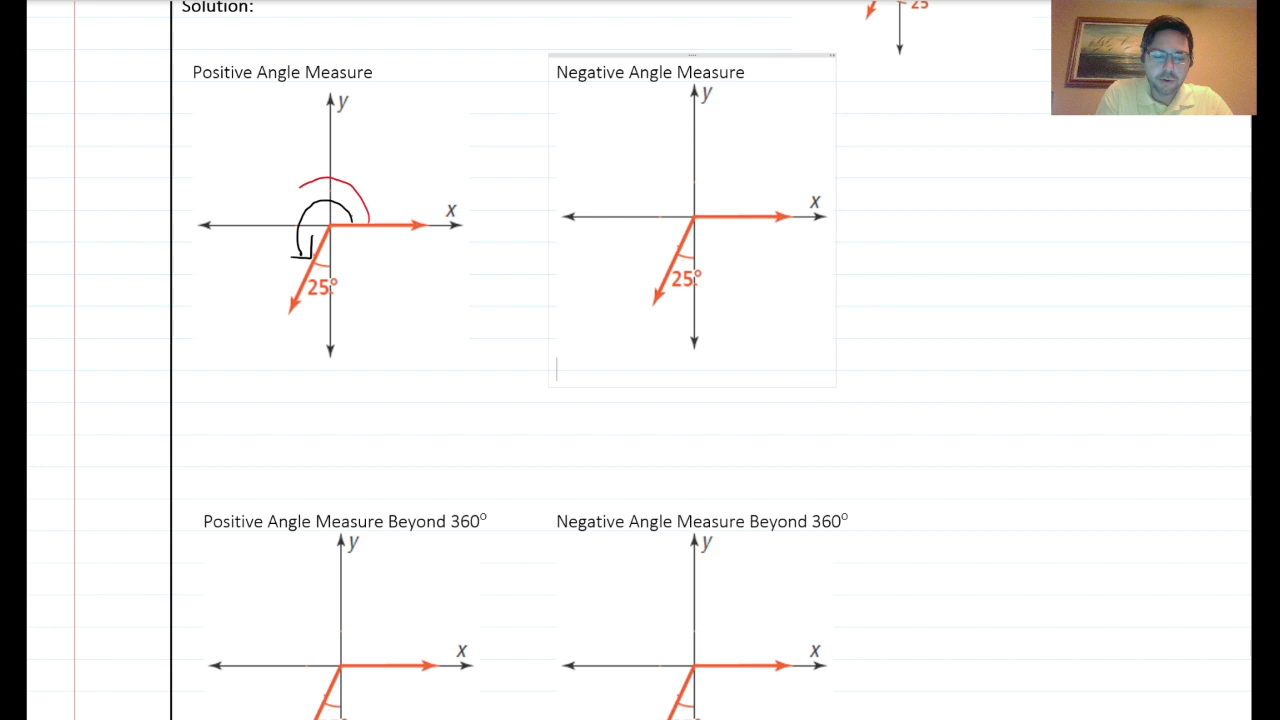 Solution:
25
Positive Angle Measure
Negative Angle Measure
y
y
x
x
25°
25°
Positive Angle Measure Beyond 360°
Negative Angle Measure Beyond 360°
y
y
x
x